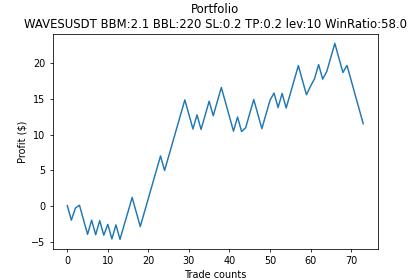 Portfolio
WAVESUSDT BBM:2.1 BBL:220 SL:0.2 TP:0.2 lev:10 WinRatio:58.0
20
15
10
5
0
−5
Profit ($)
0 10 20 30 40 50 60 70
Trade counts